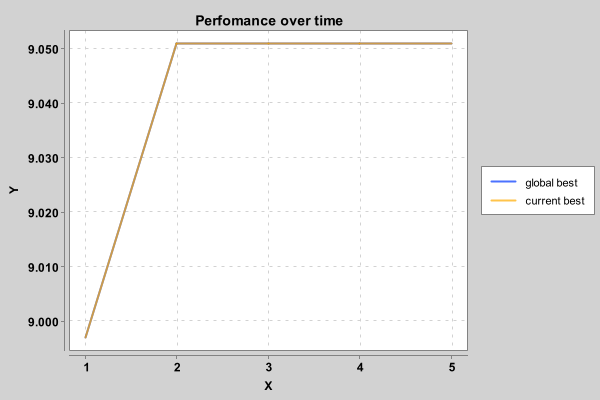 Perfomance over time
9.050
9.040
9.030
9.020
9.010
9.000
Y
1 2 3 4 5
X
global best
current best